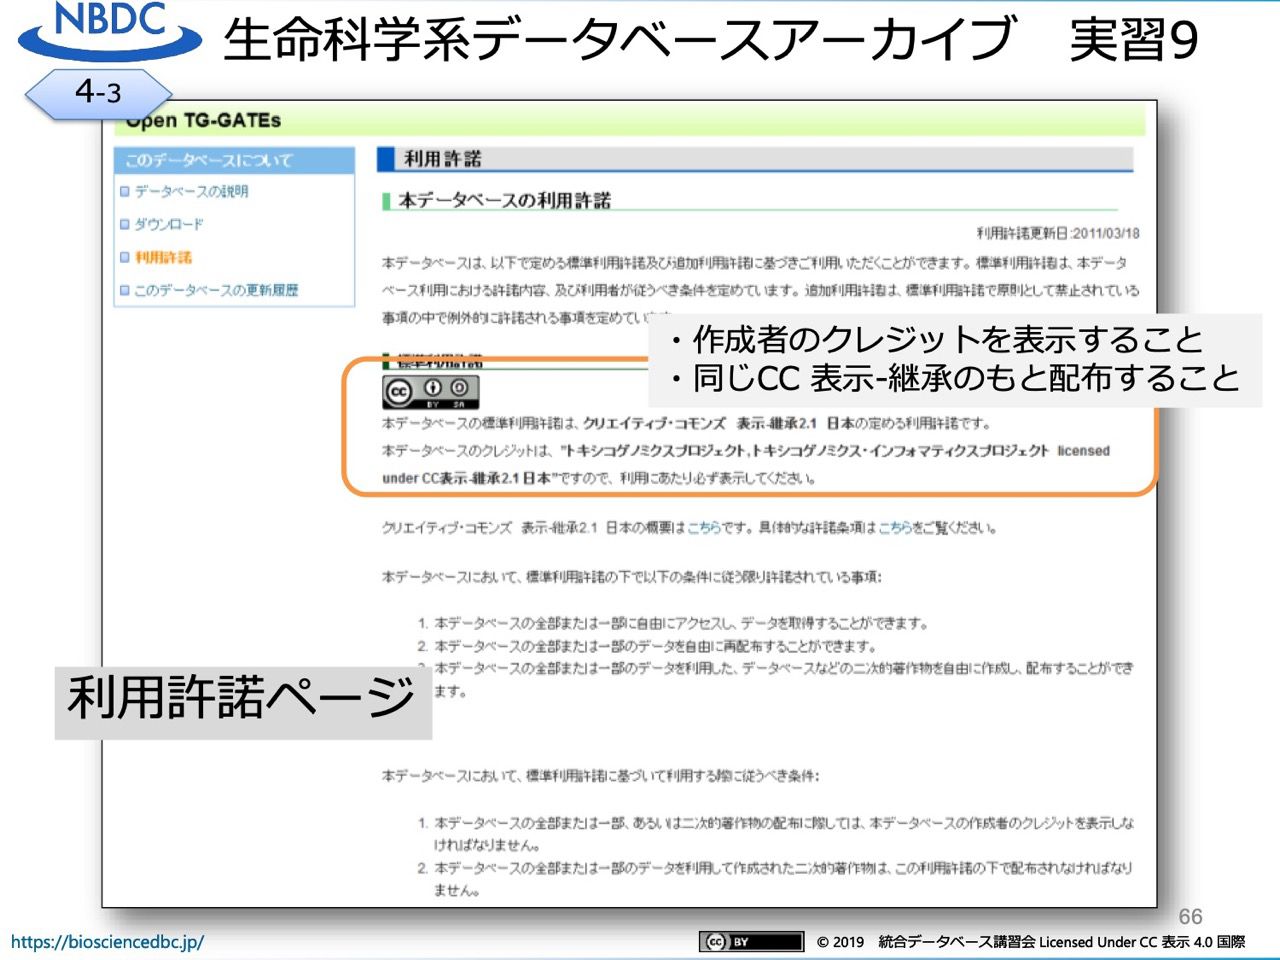 NBDC
生命科学系データベースアーカイブ　実習9
4-3
Open TG-GATEs
このデータベースについて
データベースの説明
ダウンロード
利用許諾
このデータベースの更新履歴
利用許諾
本データベースの利用許諾
利用許諾更新日:2011/03/18
本データベースは、以下で定める標準利用許諾及び追加利用許諾に基づきご利用いただくことができます。標準利用許諾は、本データ
ベース利用における許諾内容、及び利用者が従うべき条件を定めています。追加利用許諾は、標準利用許諾で原則として禁止されている
事項の中で例外的に許諾される事項を定めてい
・作成者のクレジットを表示すること
・同じCC 表示-継承のもと配布すること
標準利用許諾
cc BY SA
本データベースの標準利用許諾は、クリエイティブ・コモンズ 表示-継承2.1 日本の定める利用許諾です。
本データベースのクレジットは、"トキシコゲノミクスプロジェクト,トキシコゲノミクス・インフォマティクスプロジェクト licensed
under CC表示-継承2.1 日本"ですので、利用にあたり必ず表示してください。
クリエイティブ・コモンズ 表示-継承2.1 日本の概要はこちらです。具体的な許諾条項はこちらをご覧ください。
本データベースにおいて、標準利用許諾の下で以下の条件に従う限り許諾されている事項:
1. 本データベースの全部または一部に自由にアクセスし、データを取得することができます。
2. 本データベースの全部または一部のデータを自由に再配布することができます。
3. 本データベースの全部または一部のデータを利用した、データベースなどの二次的著作物を自由に作成し、配布することができ
ます。
利用許諾ページ
本データベースにおいて、標準利用許諾に基づいて利用する際に従うべき条件:
1. 本データベースの全部または一部、あるいは二次的著作物の配布に際しては、本データベースの作成者のクレジットを表示しな
ければなりません。
2. 本データベースの全部または一部のデータを利用して作成された二次的著作物は、この利用許諾の下で配布されなければなり
ません。
66
https://biosciencedbc.jp/
cc BY
© 2019　統合データベース講習会 Licensed Under CC 表示 4.0 国際